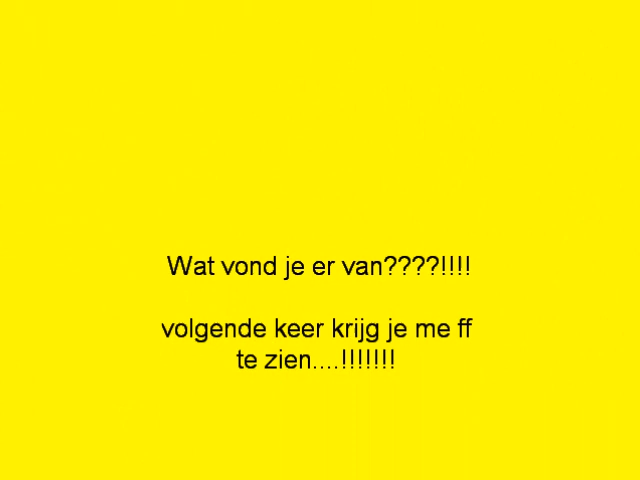 Wat vond je er van????!!!!
volgende keer krijg je me ff
te zien....!!!!!!!